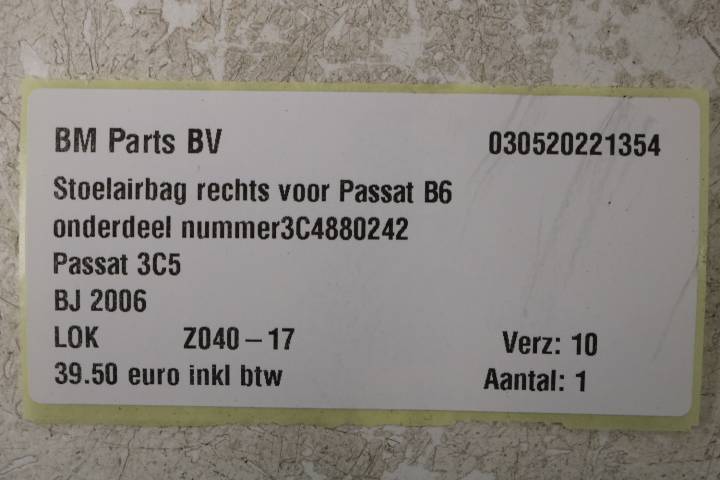 BM Parts BV 030520221354
Stoelairbag rechts voor Passat B6
onderdeel nummer3C4880242
Passat 3C5
BJ 2006
LOK Z040-17 Verz: 10
39.50 euro inkl btw Aantal: 1